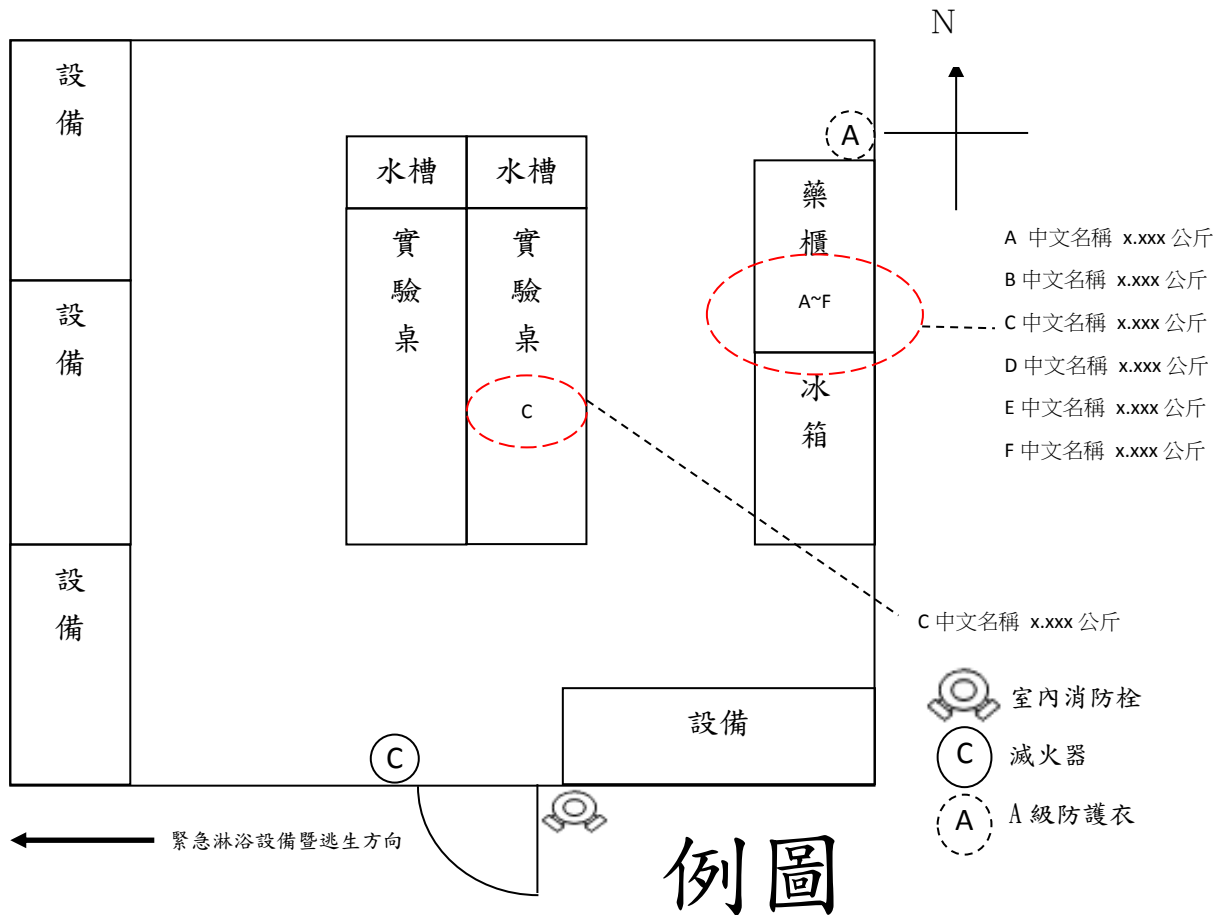 N
設備
A
水槽
水槽
藥櫃
實驗桌
實驗桌
A 中文名稱 x.xxx 公斤
B 中文名稱 x.xxx 公斤
A~F
設備
C 中文名稱 x.xxx 公斤
D 中文名稱 x.xxx 公斤
冰箱
E 中文名稱 x.xxx 公斤
C
F 中文名稱 x.xxx 公斤
設備
C 中文名稱 x.xxx 公斤
室內消防栓
設備
C
C 滅火器
A A級防護衣
緊急淋浴設備暨逃生方向
例圖